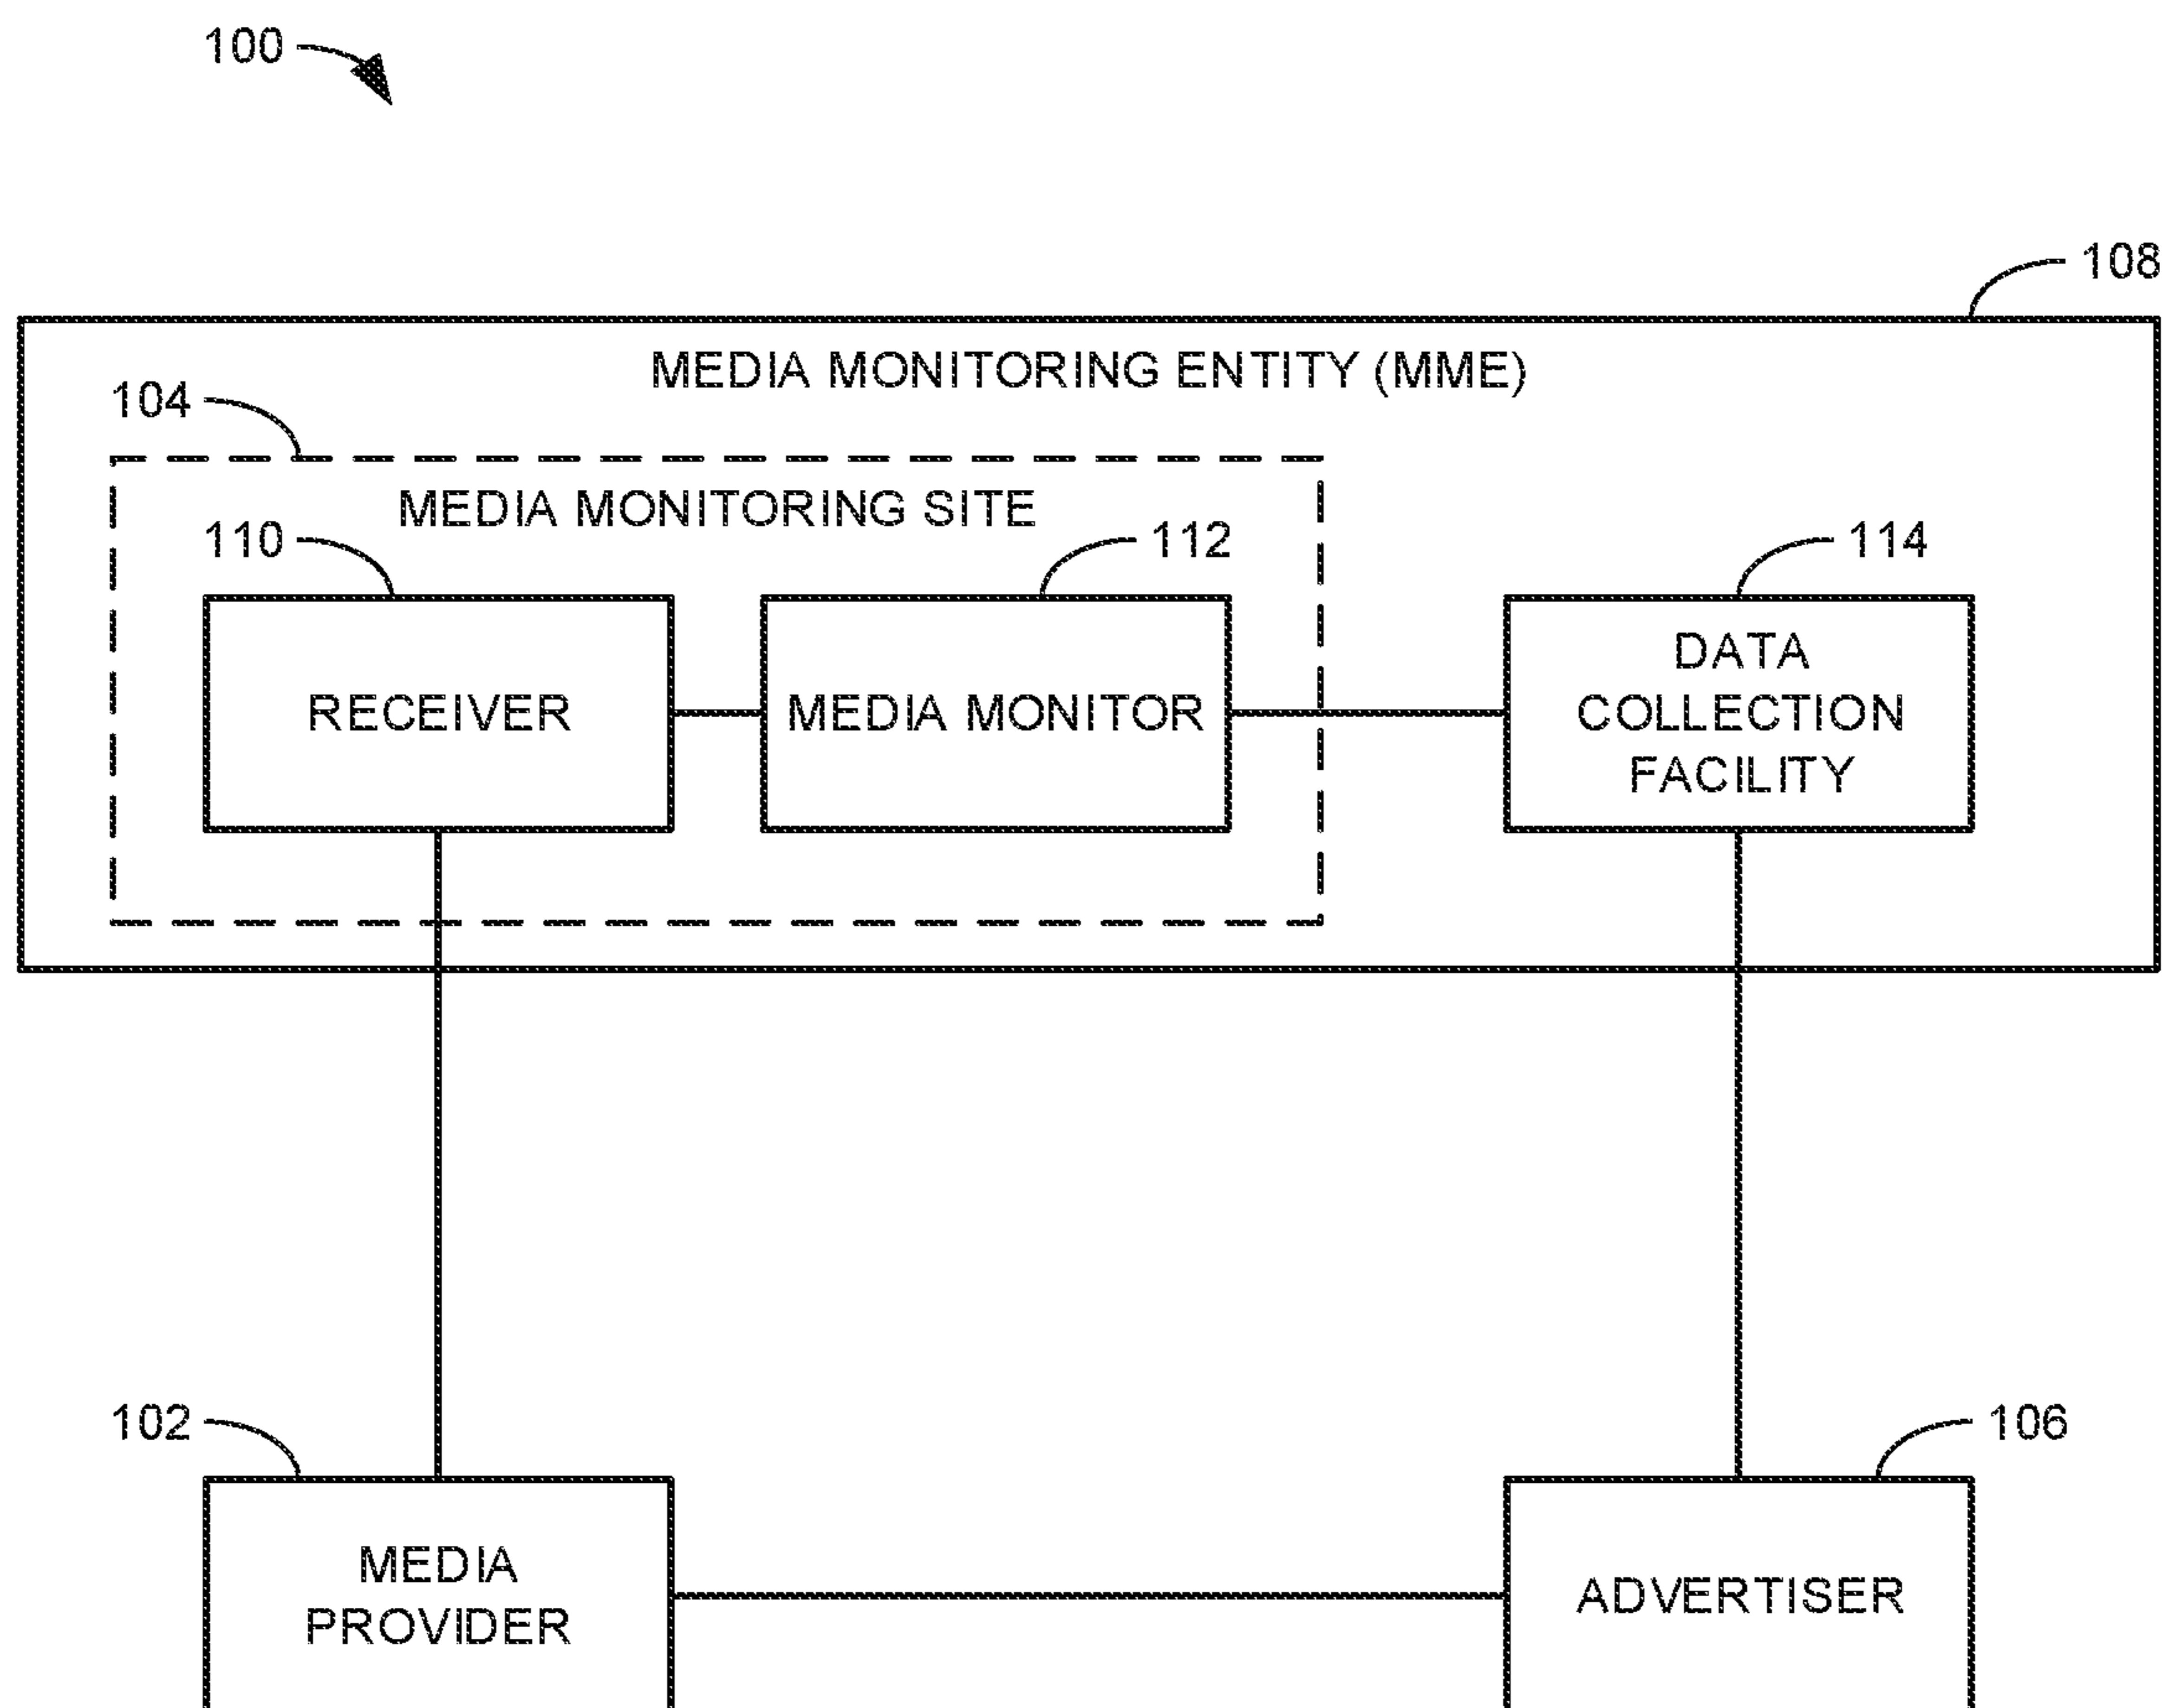 100
108
MEDIA MONITORING ENTITY (MME)
104
MEDIA MONITORING SITE
110
112
114
RECEIVER
MEDIA MONITOR
DATA
COLLECTION
FACILITY
102
106
MEDIA
PROVIDER
ADVERTISER